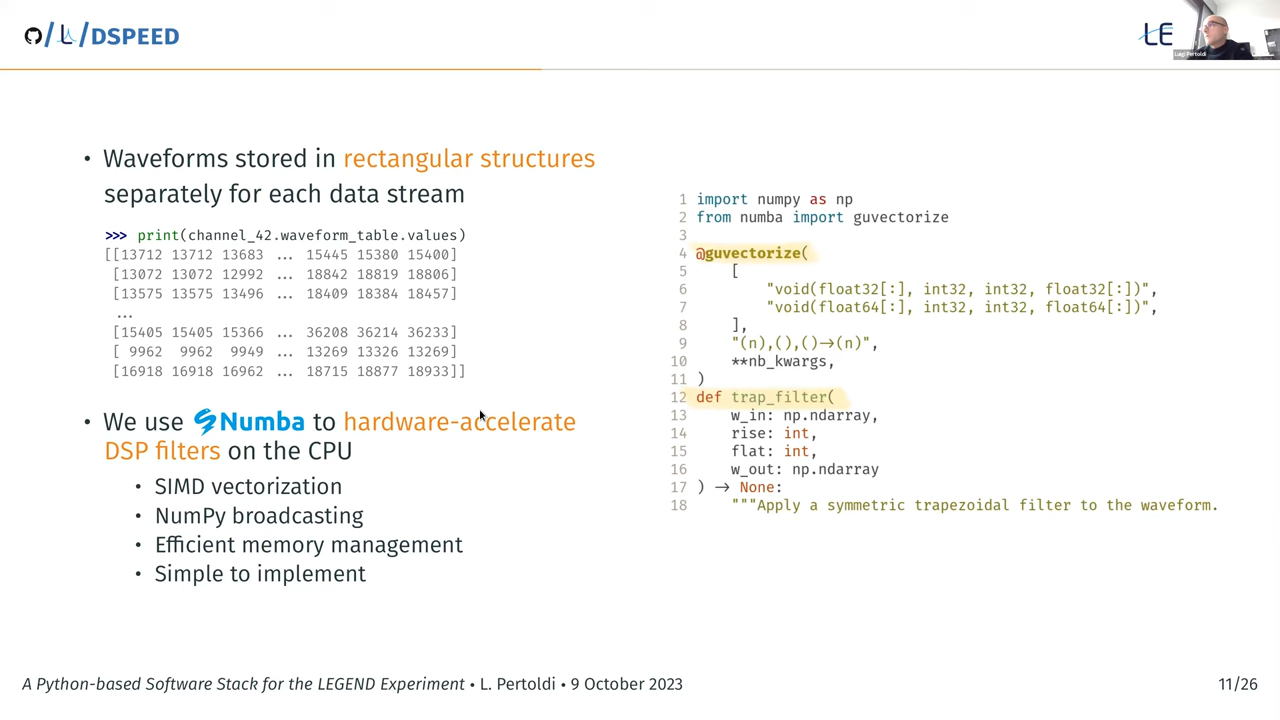 / L /DSPEED
LE
Luigi Pertoldi
• Waveforms stored in rectangular structures
separately for each data stream
>>> print(channel_42.waveform_table.values)
[[13712 13712 13683 ... 15445 15380 15400]
[13072 13072 12992 ... 18842 18819 18806]
[13575 13575 13496 ... 18409 18384 18457]
...
[15405 15405 15366 ... 36208 36214 36233]
[ 9962 9962 9949 ... 13269 13326 13269]
[16918 16918 16962 ... 18715 18877 18933]]
• We use Numba to hardware-accelerate
DSP filters on the CPU
• SIMD vectorization
• NumPy broadcasting
• Efficient memory management
• Simple to implement
1 import numpy as np
2 from numba import guvectorize
3
4 @guvectorize(
5 [
6 "void(float32[:], int32, int32, float32[:])",
7 "void(float64[:], int32, int32, float64[:])",
8 ],
9 "(n),(),()→(n)",
10 **nb_kwargs,
11 )
12 def trap_filter(
13 w_in: np.ndarray,
14 rise: int,
15 flat: int,
16 w_out: np.ndarray
17 ) → None:
18 """Apply a symmetric trapezoidal filter to the waveform.
A Python-based Software Stack for the LEGEND Experiment • L. Pertoldi • 9 October 2023
11/26